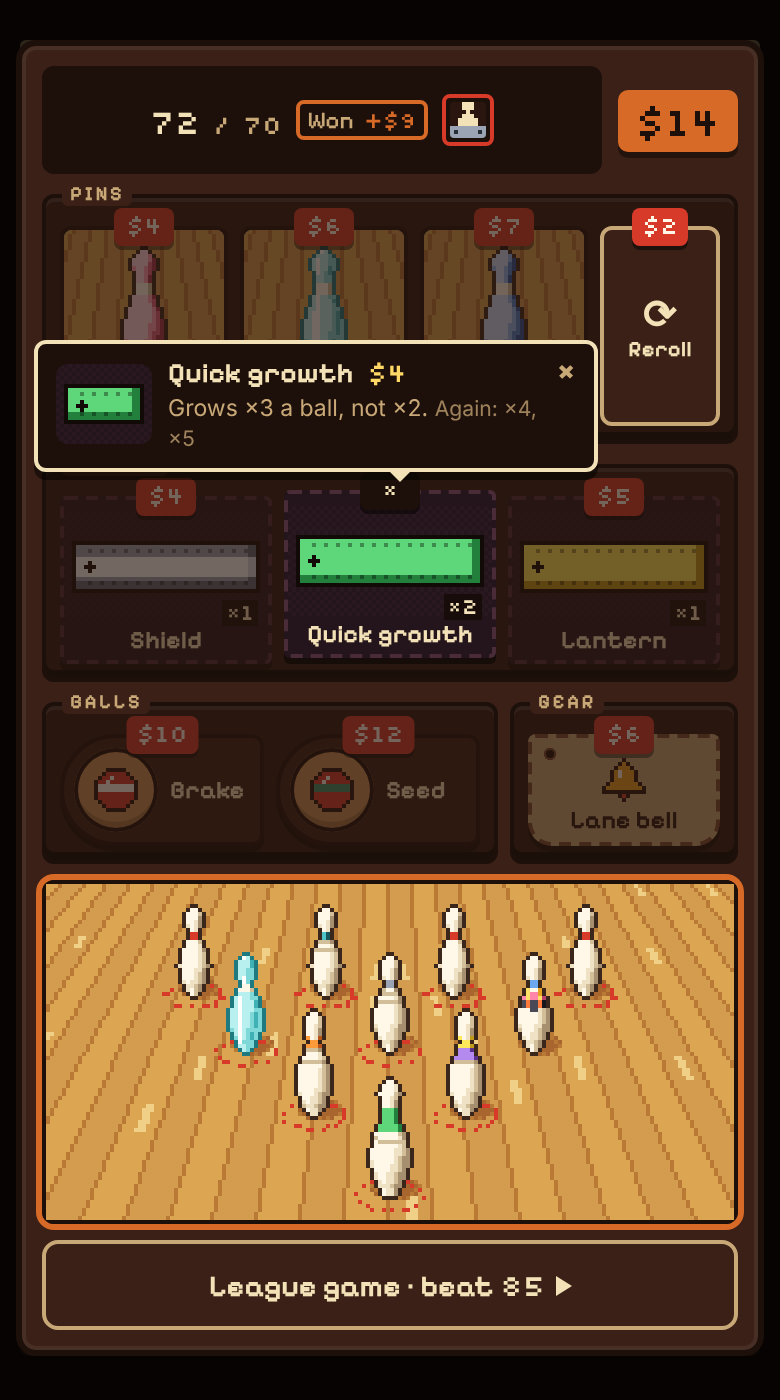 72 / 70 Won +$9 $14
PINS
$4 $6 $7 $2
Reroll
Quick growth $4 ×
Grows ×3 a ball, not ×2. Again: ×4,
×5
$4 × $5
×1 ×2 ×1
Shield Quick growth Lantern
BALLS GEAR
$10 $12 $6
Brake Seed Lane bell
League game · beat 85 ▶